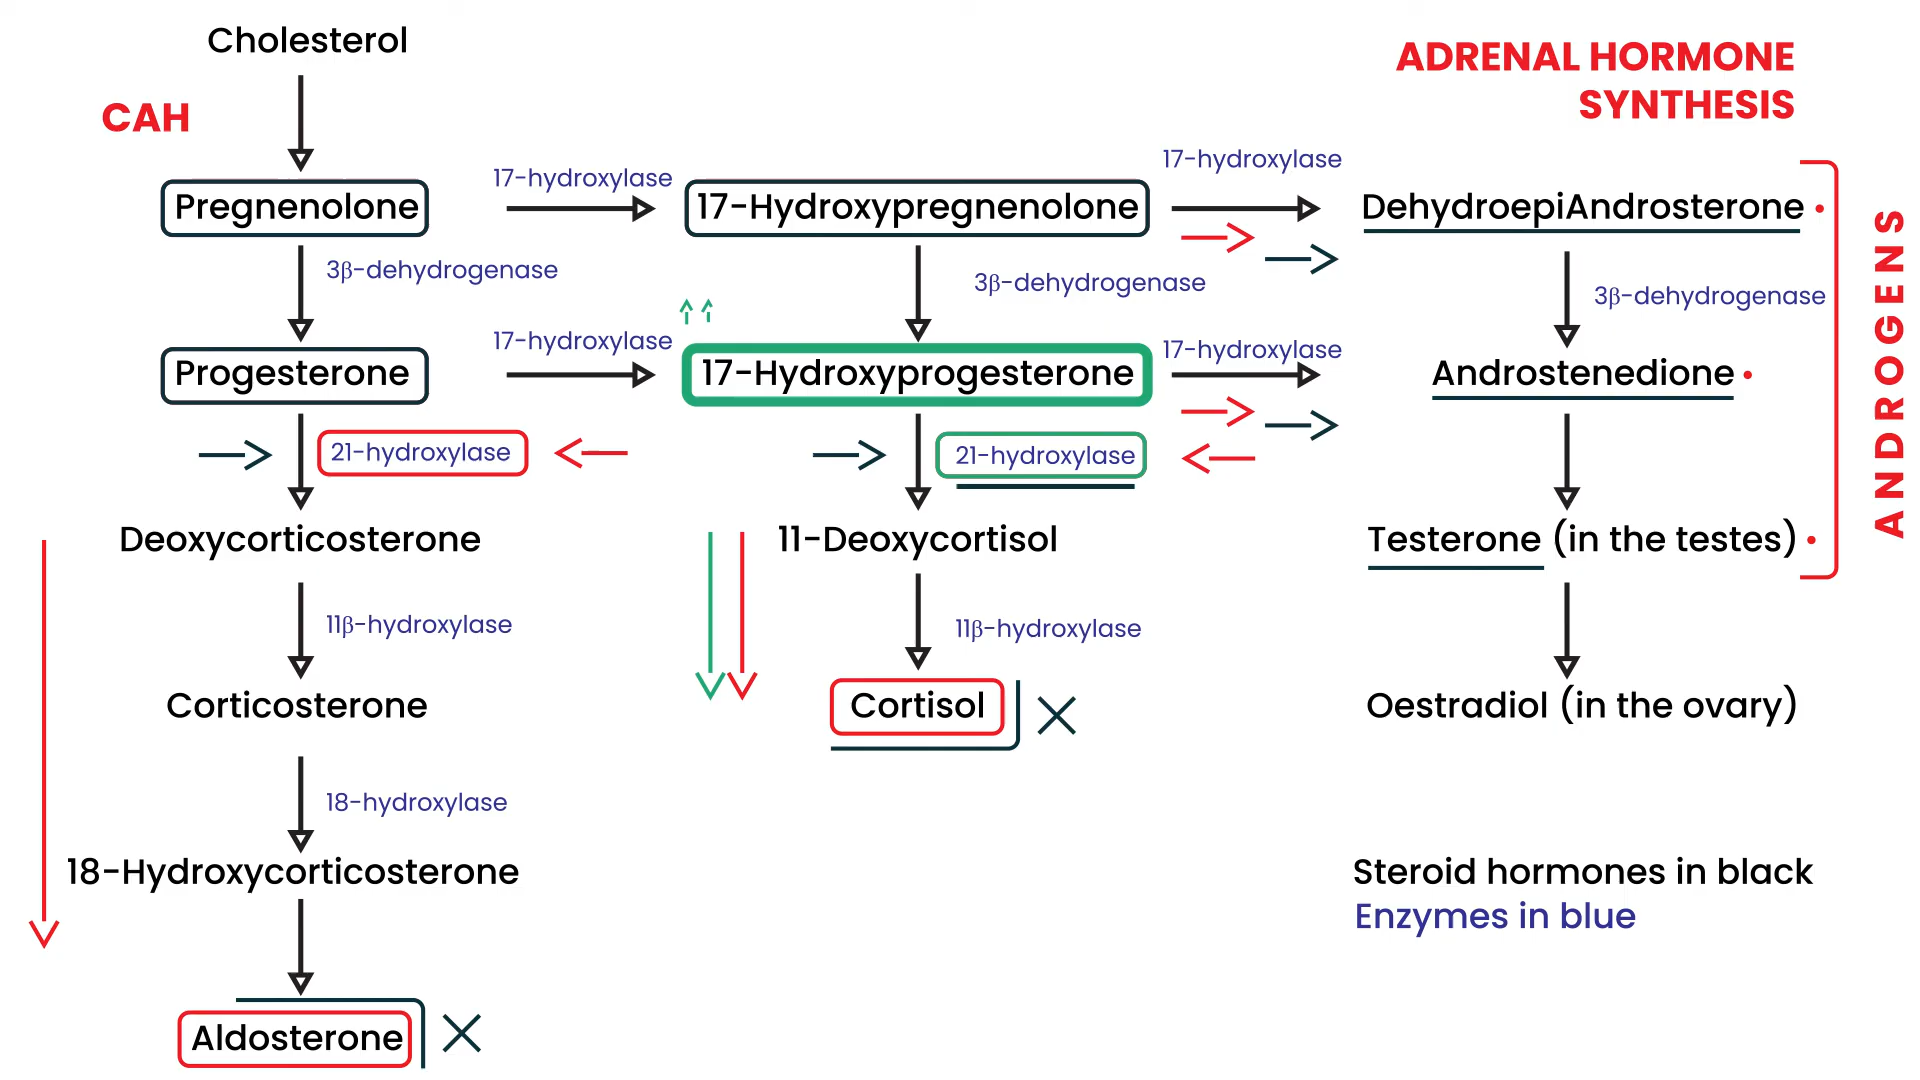 Cholesterol
ADRENAL HORMONE
SYNTHESIS
CAH
17-hydroxylase
17-hydroxylase
Pregnenolone
17-Hydroxypregnenolone
DehydroepiAndrosterone
ANDROGENS
3β-dehydrogenase
3β-dehydrogenase
3β-dehydrogenase
17-hydroxylase
17-hydroxylase
Progesterone
17-Hydroxyprogesterone
Androstenedione
21-hydroxylase
21-hydroxylase
Deoxycorticosterone
11-Deoxycortisol
Testerone (in the testes)
11β-hydroxylase
11β-hydroxylase
Corticosterone
Cortisol
Oestradiol (in the ovary)
18-hydroxylase
18-Hydroxycorticosterone
Steroid hormones in black
Enzymes in blue
Aldosterone